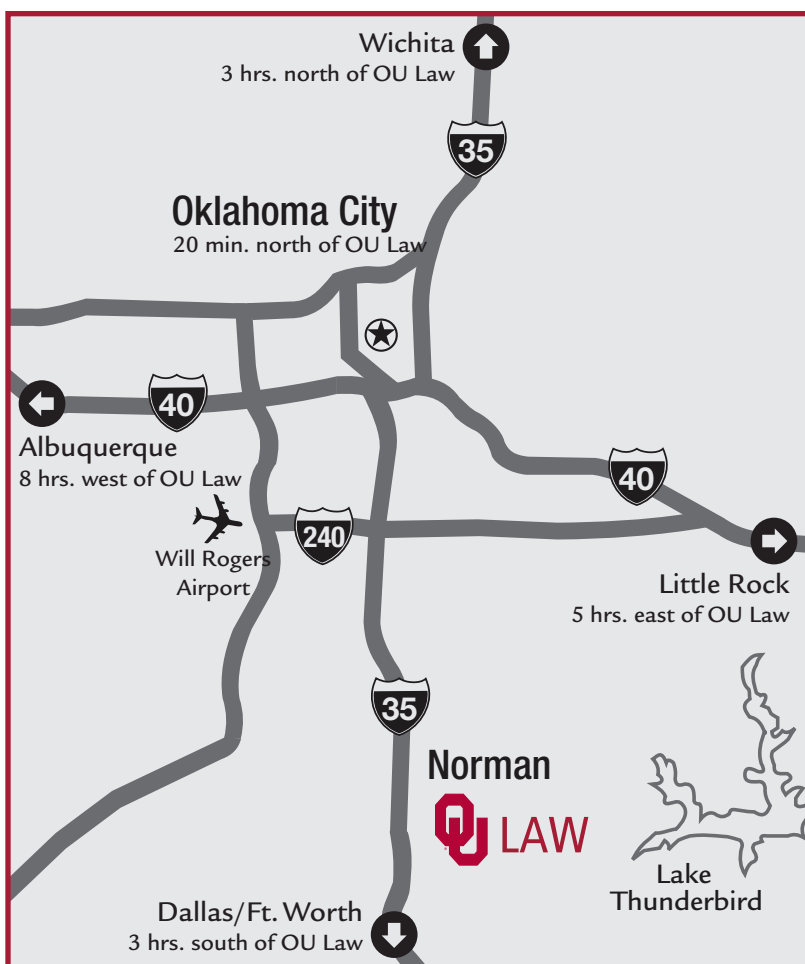 Wichita
3 hrs. north of OU Law
35
Oklahoma City
20 min. north of OU Law
40
Albuquerque
8 hrs. west of OU Law
40
240
Will Rogers
Airport
Little Rock
5 hrs. east of OU Law
35
Norman
OU LAW
Lake
Thunderbird
Dallas/Ft. Worth
3 hrs. south of OU Law